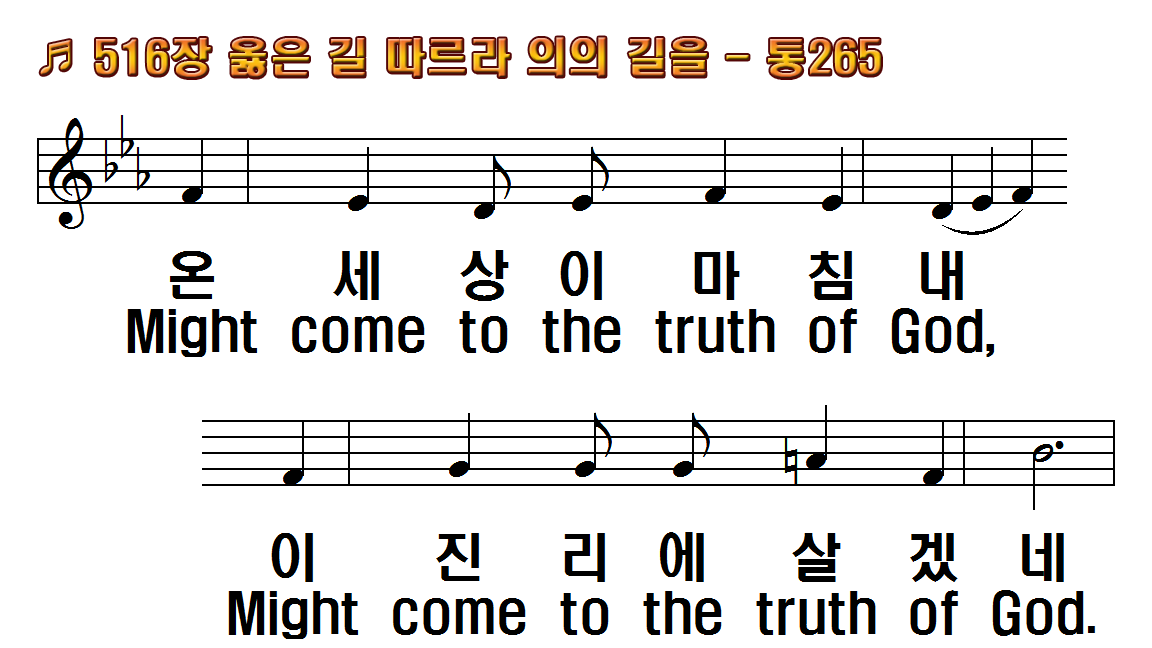 ♬ 516장 옳은 길 따르라 의의 길을 - 통265
온 세 상 이 마 침 내
Might come to the truth of God,
이 진 리 에 살 겠 네
Might come to the truth of God.